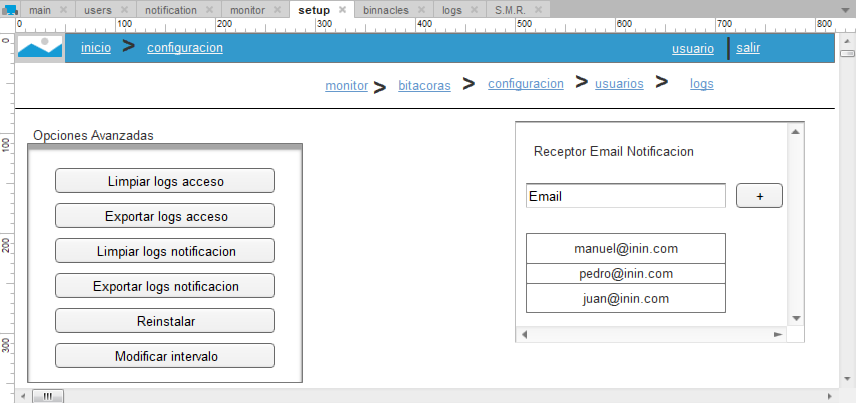 main users notification monitor setup binnacles logs S.M.R.
0 100 200 300 400 500 600 700 800
inicio > configuracion usuario salir
monitor > bitacoras > configuracion > usuarios > logs
0
100
200
300
Opciones Avanzadas
Limpiar logs acceso
Exportar logs acceso
Limpiar logs notificacion
Exportar logs notificacion
Reinstalar
Modificar intervalo
Receptor Email Notificacion
Email +
manuel@inin.com
pedro@inin.com
juan@inin.com